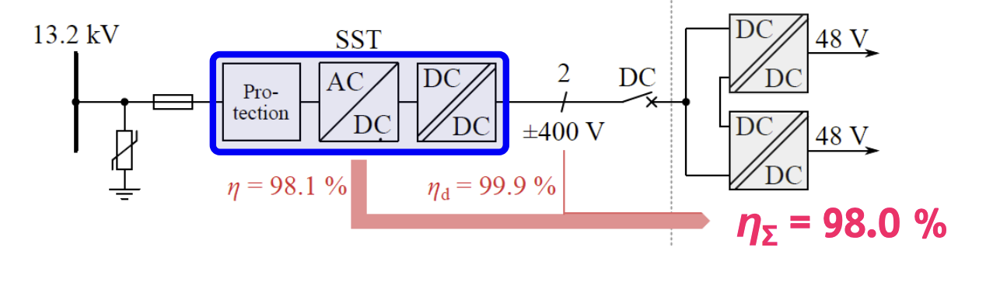 13.2 kV
SST
Pro-
tection
AC
DC
DC
DC
2
±400 V
DC
DC
DC
48 V
DC
DC
48 V
η = 98.1 %
ηd = 99.9 %
ηΣ = 98.0 %